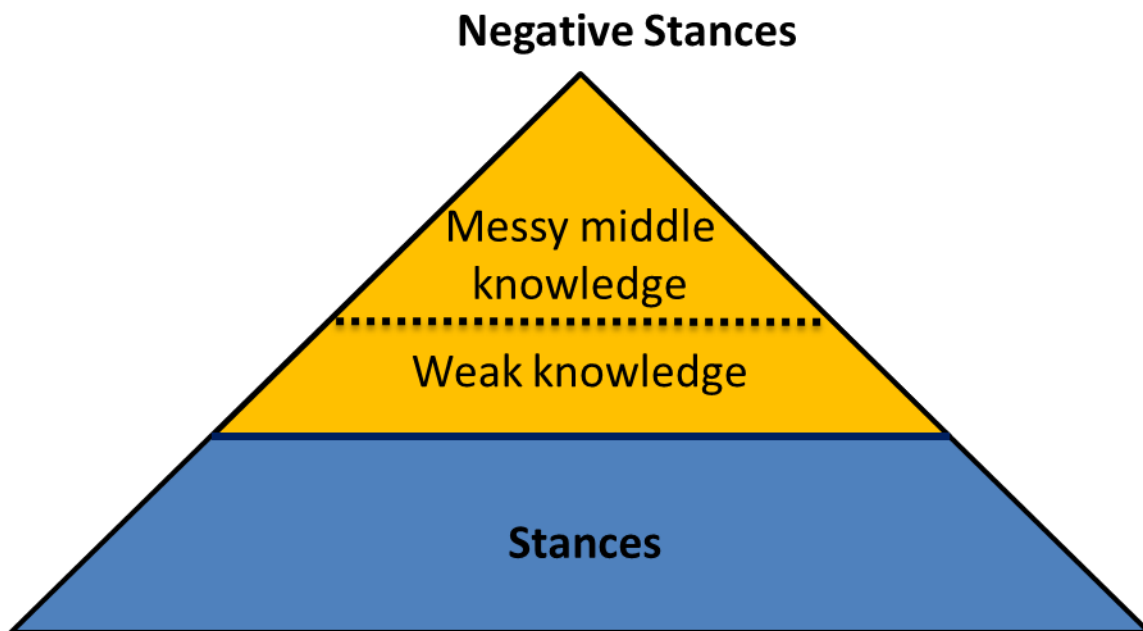 Negative Stances
Messy middle
knowledge
Weak knowledge
Stances